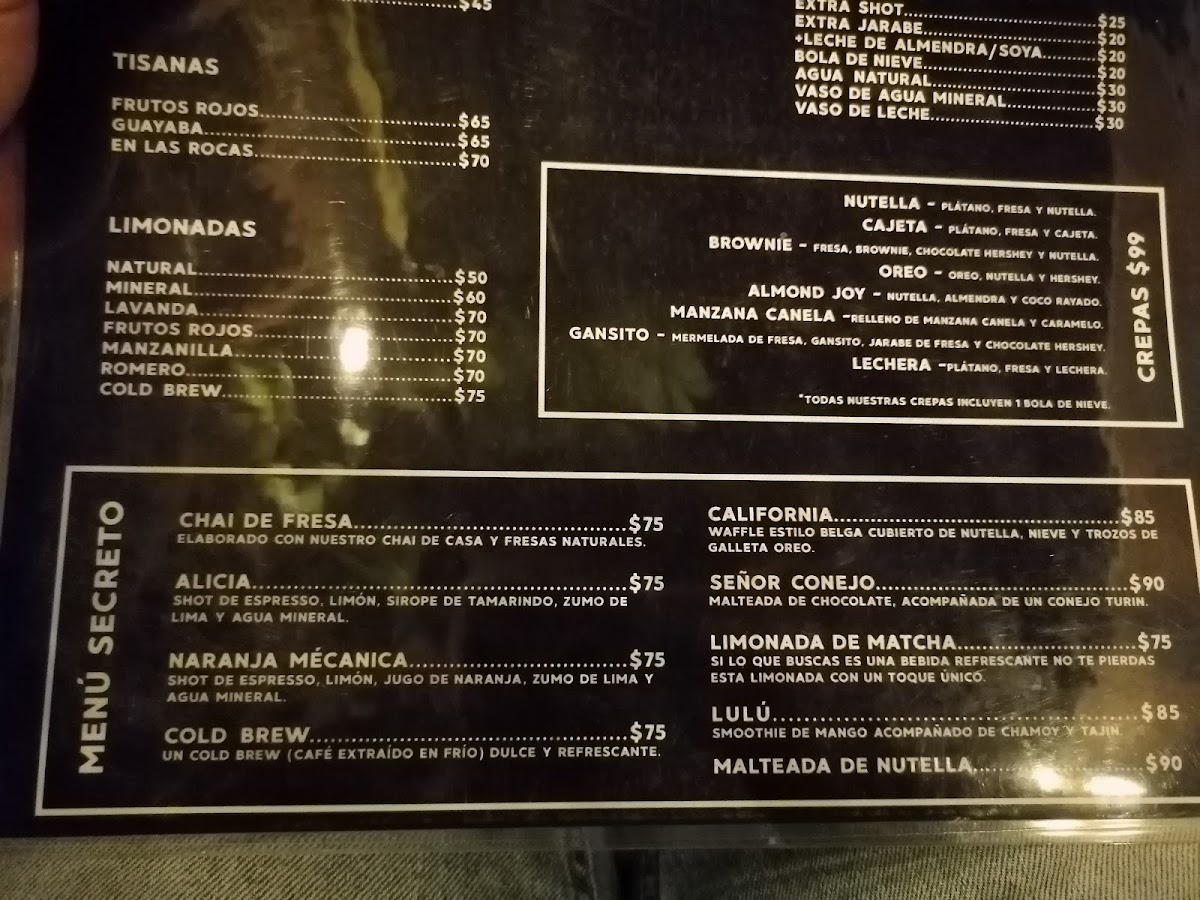 $45
TISANAS
FRUTOS ROJOS....................$65
GUAYABA....................$65
EN LAS ROCAS....................$70
LIMONADAS
NATURAL....................$50
MINERAL....................$60
LAVANDA....................$70
FRUTOS ROJOS....................$70
MANZANILLA....................$70
ROMERO....................$70
COLD BREW....................$75
EXTRA SHOT....................$25
EXTRA JARABE....................$20
+LECHE DE ALMENDRA/SOYA....................$20
BOLA DE NIEVE....................$20
AGUA NATURAL....................$30
VASO DE AGUA MINERAL....................$30
VASO DE LECHE....................$30
CREPAS $99
NUTELLA - PLÁTANO, FRESA Y NUTELLA.
CAJETA - PLÁTANO, FRESA Y CAJETA.
BROWNIE - FRESA, BROWNIE, CHOCOLATE HERSHEY Y NUTELLA.
OREO - OREO, NUTELLA Y HERSHEY.
ALMOND JOY - NUTELLA, ALMENDRA Y COCO RAYADO.
MANZANA CANELA -RELLENO DE MANZANA CANELA Y CARAMELO.
GANSITO - MERMELADA DE FRESA, GANSITO, JARABE DE FRESA Y CHOCOLATE HERSHEY.
LECHERA -PLÁTANO, FRESA Y LECHERA.
*TODAS NUESTRAS CREPAS INCLUYEN 1 BOLA DE NIEVE.
MENÚ SECRETO
CHAI DE FRESA....................$75
ELABORADO CON NUESTRO CHAI DE CASA Y FRESAS NATURALES.
ALICIA....................$75
SHOT DE ESPRESSO, LIMÓN, SIROPE DE TAMARINDO, ZUMO DE
LIMA Y AGUA MINERAL.
NARANJA MÉCANICA....................$75
SHOT DE ESPRESSO, LIMÓN, JUGO DE NARANJA, ZUMO DE LIMA Y
AGUA MINERAL.
COLD BREW....................$75
UN COLD BREW (CAFÉ EXTRAÍDO EN FRÍO) DULCE Y REFRESCANTE.
CALIFORNIA....................$85
WAFFLE ESTILO BELGA CUBIERTO DE NUTELLA, NIEVE Y TROZOS DE
GALLETA OREO.
SEÑOR CONEJO....................$90
MALTEADA DE CHOCOLATE, ACOMPAÑADA DE UN CONEJO TURIN.
LIMONADA DE MATCHA....................$75
SI LO QUE BUSCAS ES UNA BEBIDA REFRESCANTE NO TE PIERDAS
ESTA LIMONADA CON UN TOQUE ÚNICO.
LULÚ....................$85
SMOOTHIE DE MANGO ACOMPAÑADO DE CHAMOY Y TAJIN.
MALTEADA DE NUTELLA....................$90